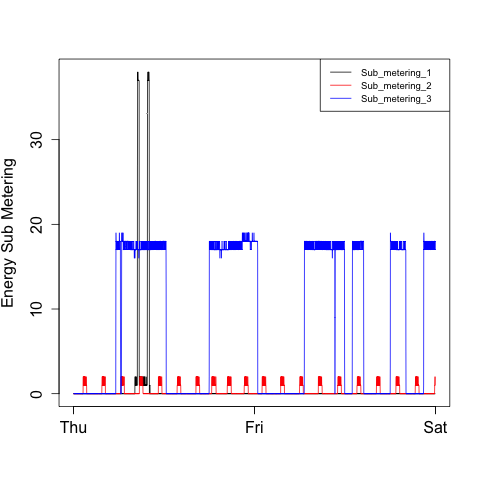 Sub_metering_1
Sub_metering_2
Sub_metering_3
Energy Sub Metering
30
20
10
0
Thu Fri Sat